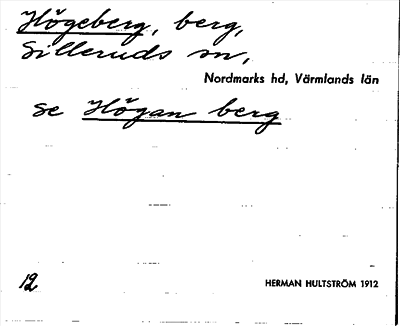 Högeberg, berg,
Silleruds sn,
Nordmarks hd, Värmlands län
se Högan berg
12
HERMAN HULTSTRÖM 1912